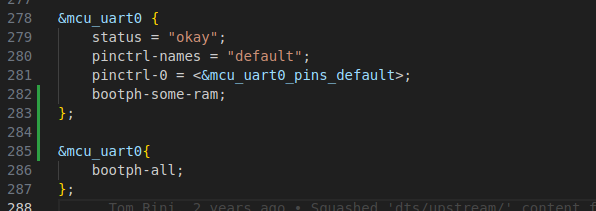 277
278 &mcu_uart0 {
279     status = "okay";
280     pinctrl-names = "default";
281     pinctrl-0 = <&mcu_uart0_pins_default>;
282     bootph-some-ram;
283 };
284
285 &mcu_uart0{
286     bootph-all;
287 };
288     Tom Rini, 2 years ago • Squashed 'dts/upstream/' content f